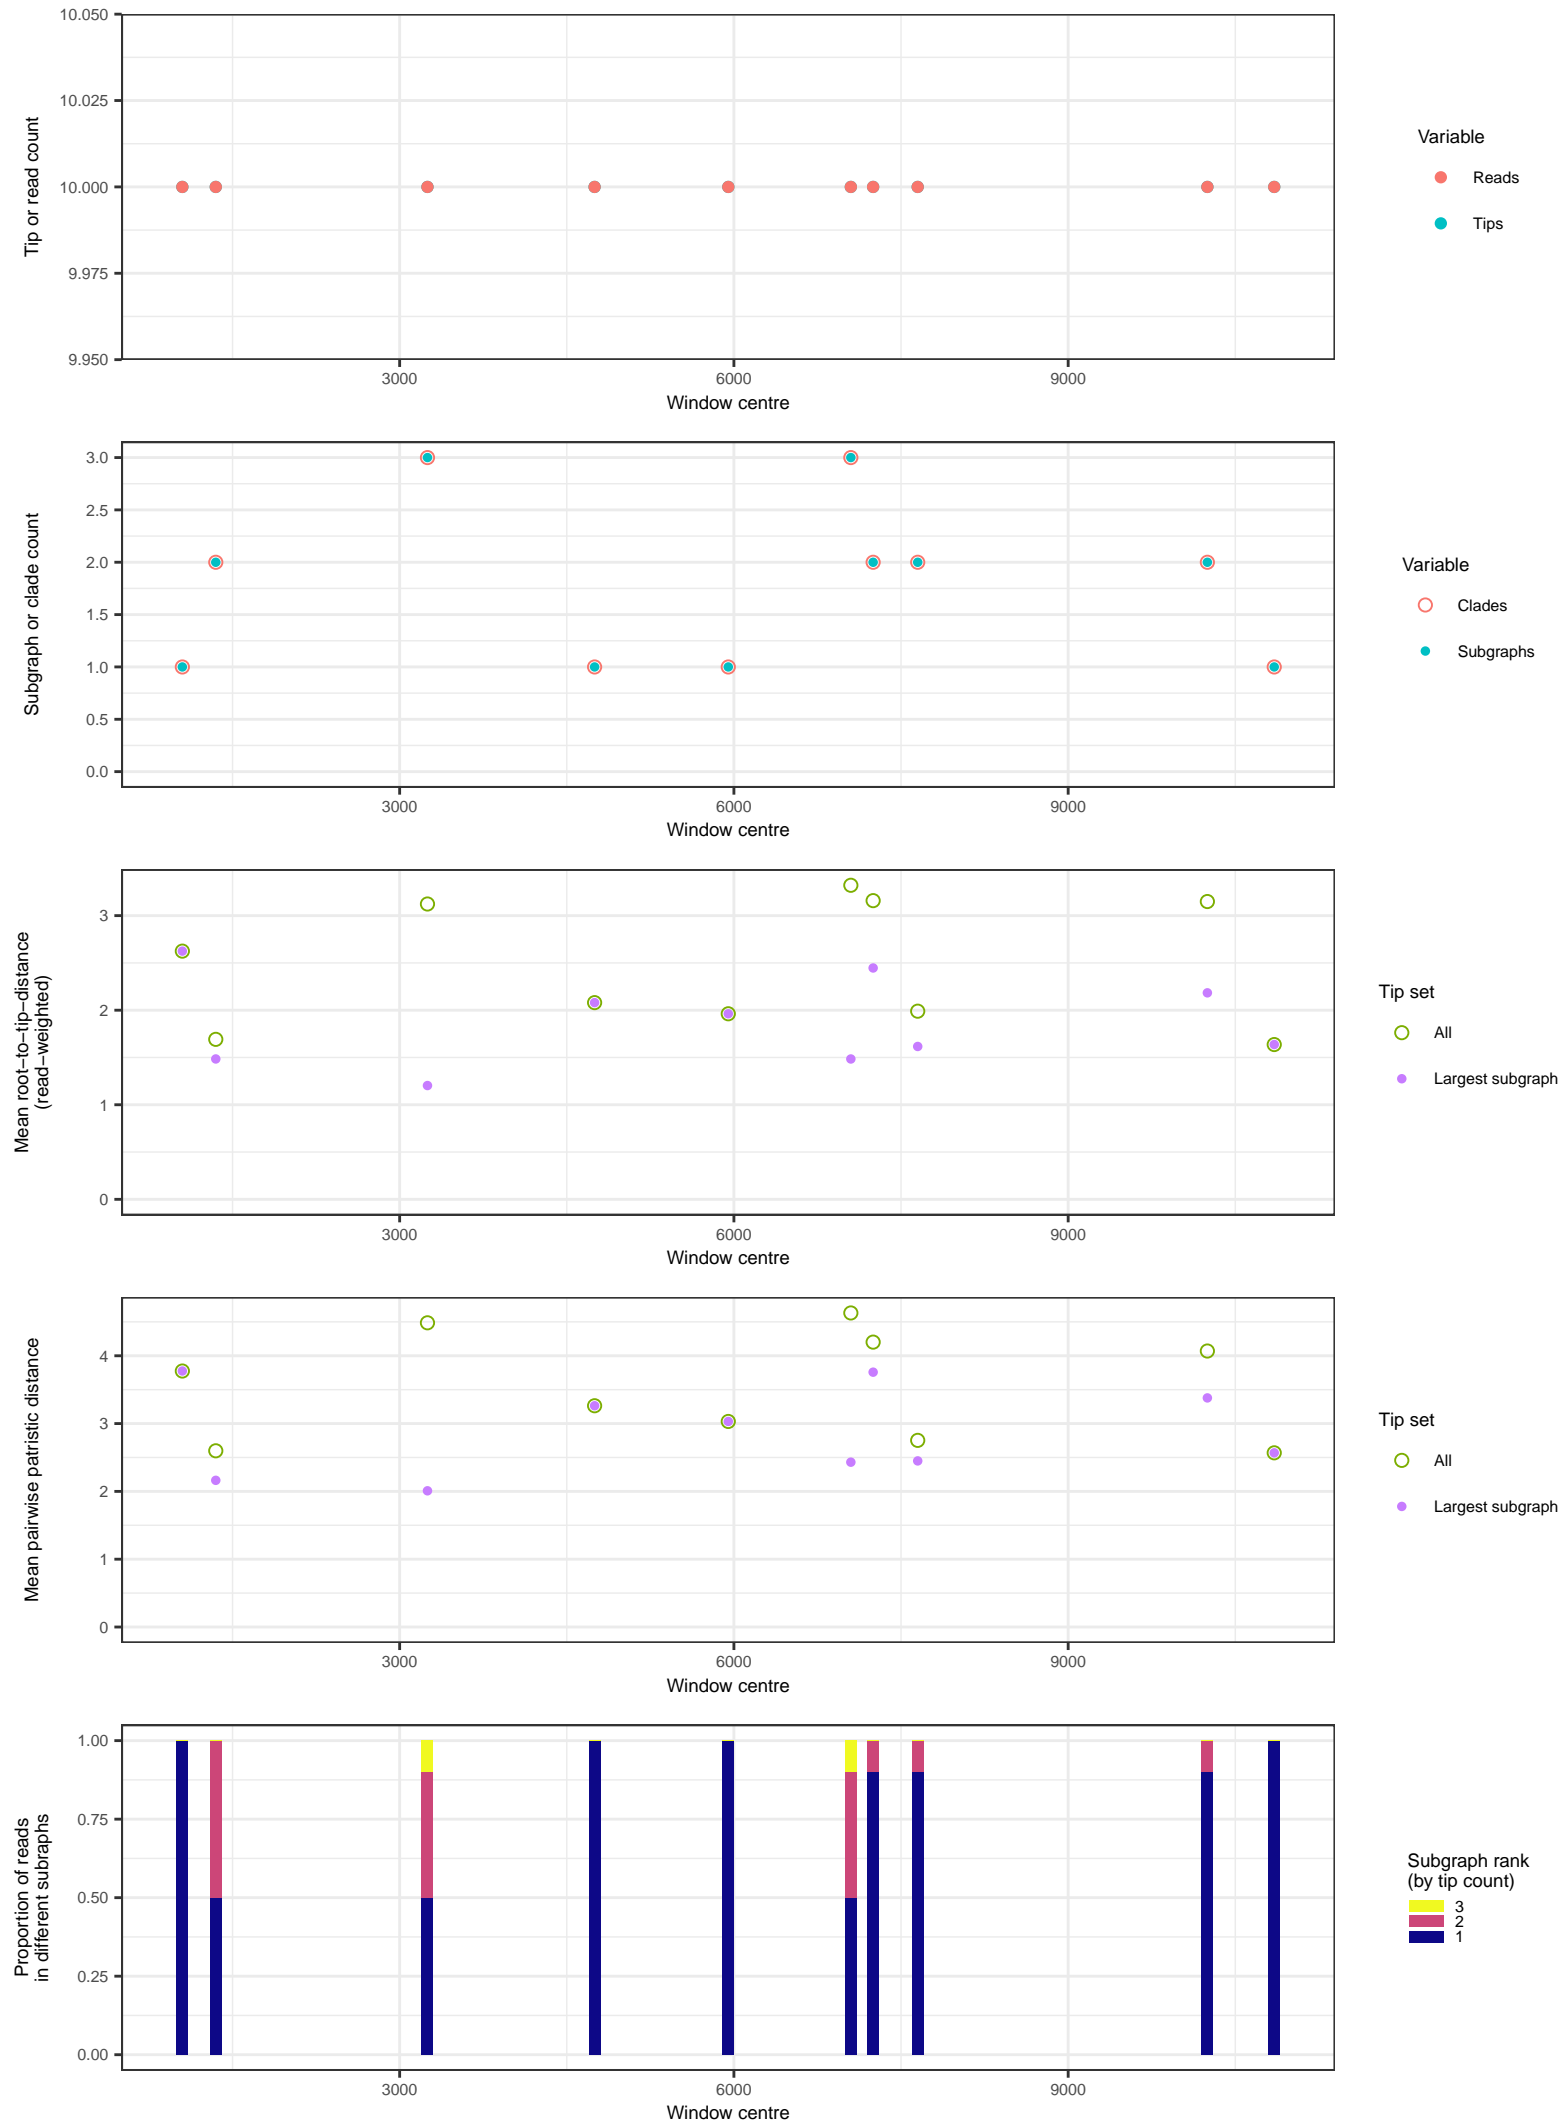 10.050
10.025
10.000
9.975
9.950
Tip or read count
3000
6000
9000
Window centre
Variable
Reads
Tips
3.0
2.5
2.0
1.5
1.0
0.5
0.0
Subgraph or clade count
3000
6000
9000
Window centre
Variable
Clades
Subgraphs
3
2
1
0
Mean root−to−tip−distance
(read−weighted)
3000
6000
9000
Window centre
Tip set
All
Largest subgraph
4
3
2
1
0
Mean pairwise patristic distance
3000
6000
9000
Window centre
Tip set
All
Largest subgraph
1.00
0.75
0.50
0.25
0.00
Proportion of reads
in different subraphs
3000
6000
9000
Window centre
Subgraph rank
(by tip count)
3
2
1